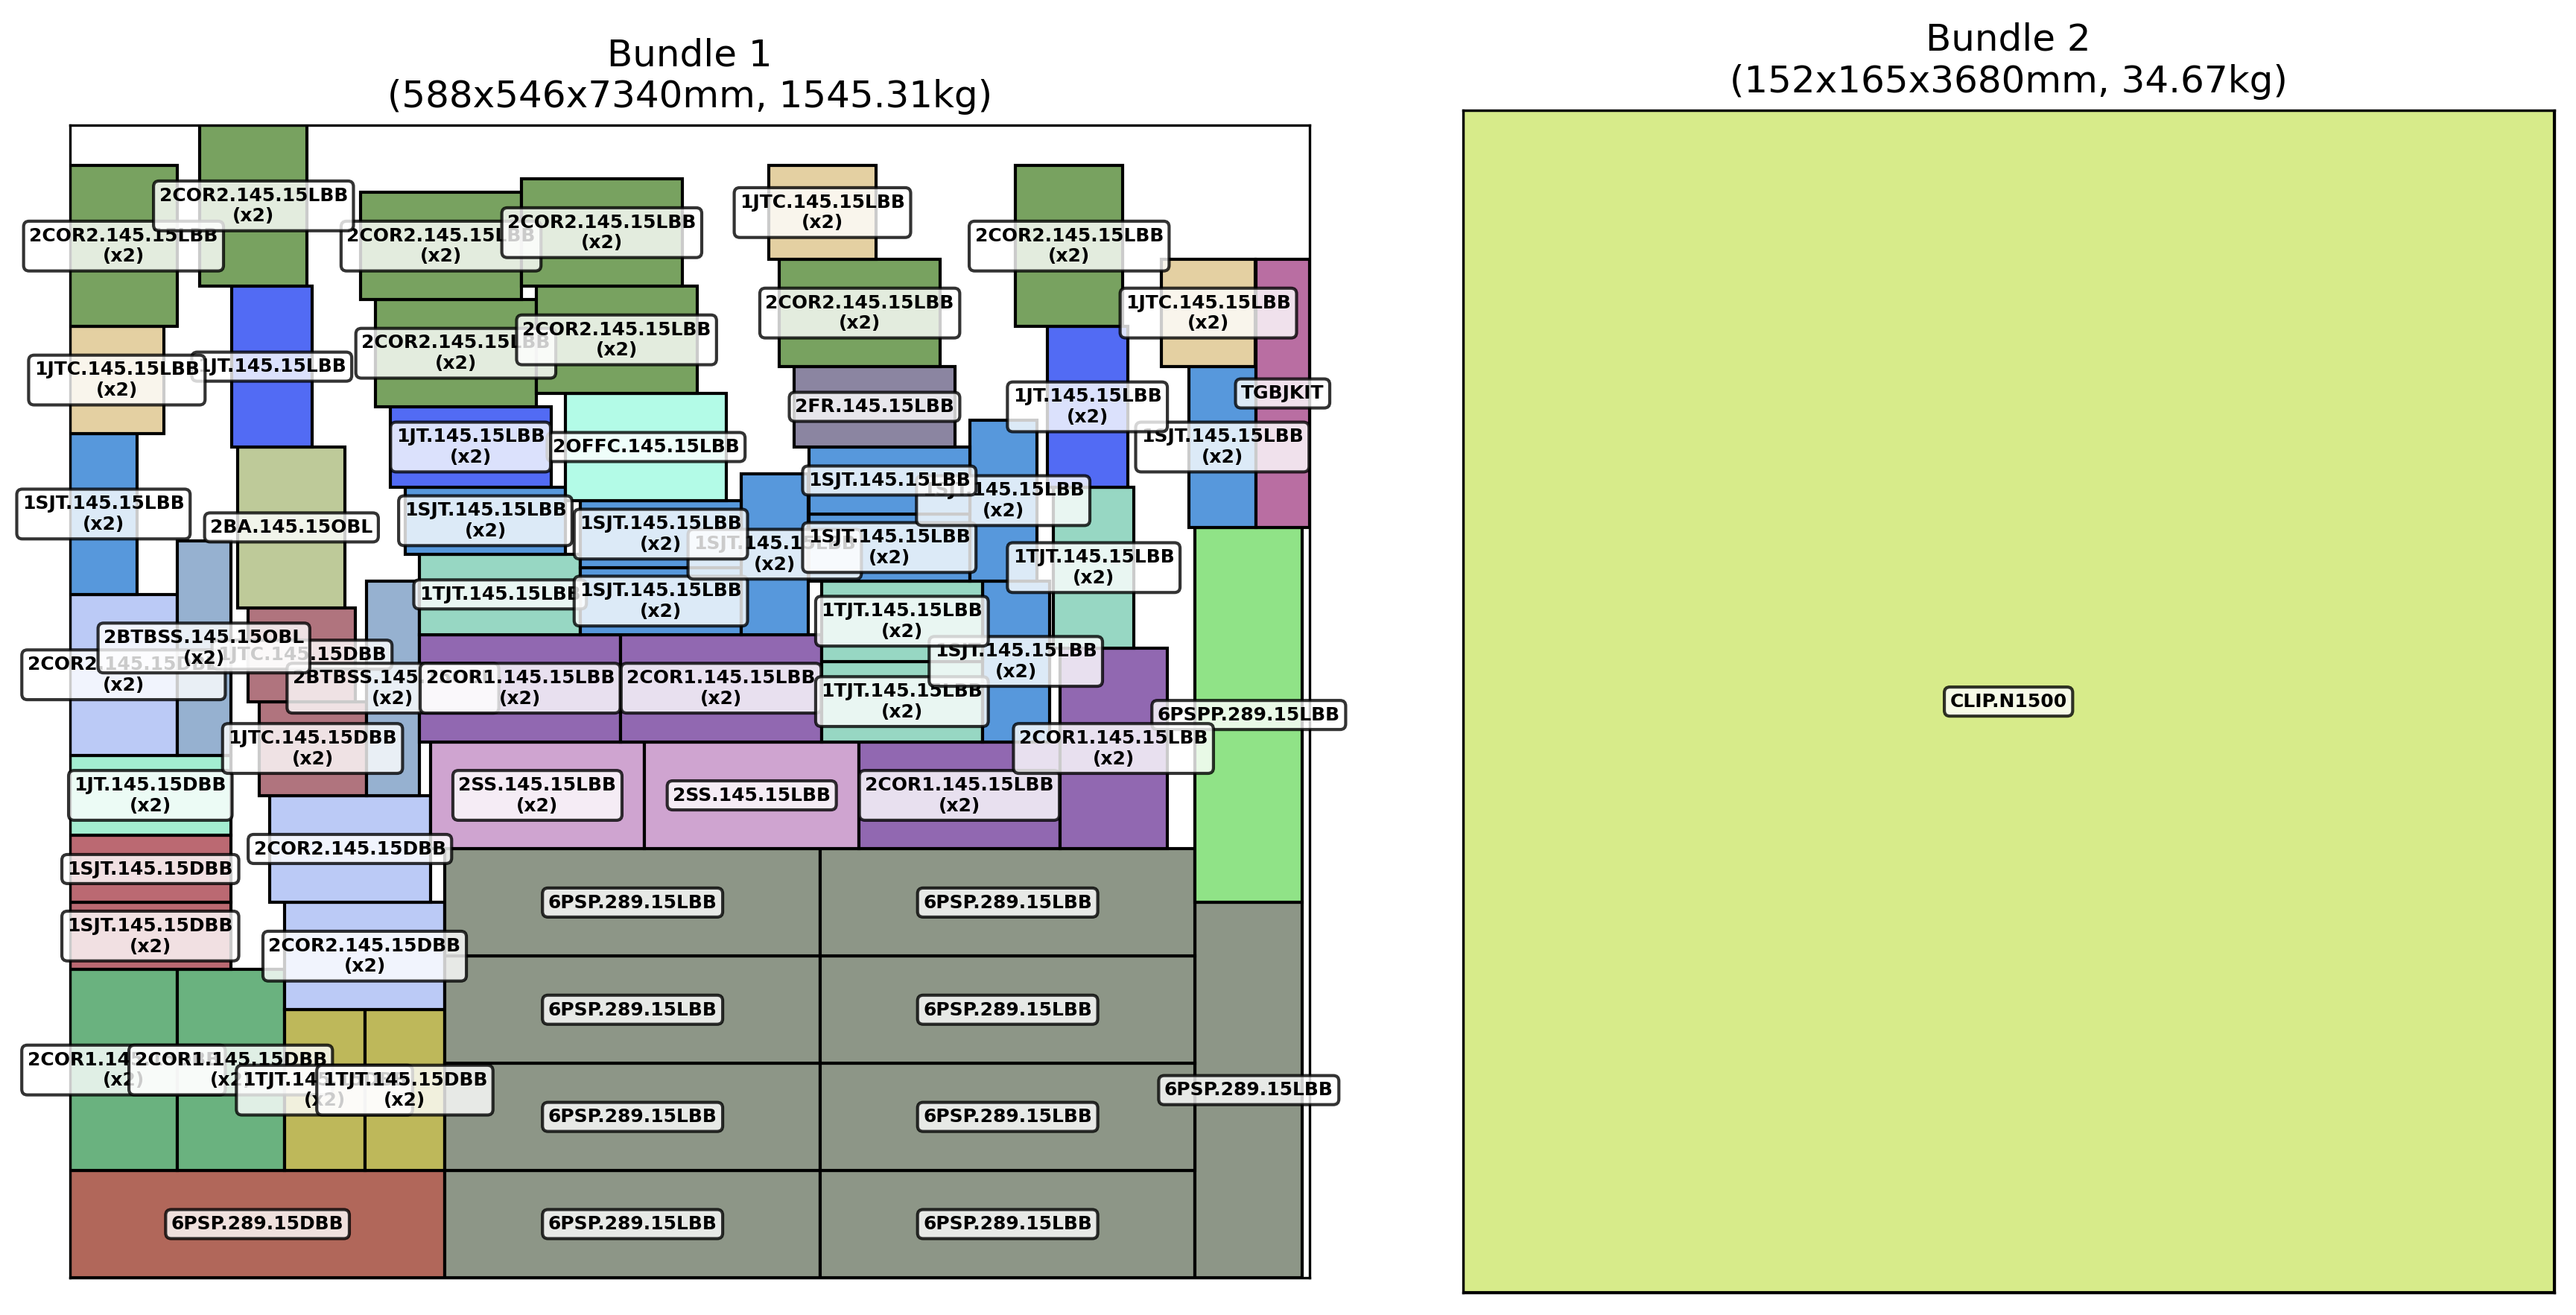 Bundle 1
(588x546x7340mm, 1545.31kg)
Bundle 2
(152x165x3680mm, 34.67kg)
2COR2.145.15LBB
(x2)
2COR2.145.15LBB
(x2)
2COR2.145.15LBB
(x2)
2COR2.145.15LBB
(x2)
1JTC.145.15LBB
(x2)
2COR2.145.15LBB
(x2)
2COR2.145.15LBB
(x2)
1JTC.145.15LBB
(x2)
2COR2.145.15LBB
(x2)
2COR2.145.15LBB
(x2)
1JTC.145.15LBB
(x2)
1JT.145.15LBB
TGBJKIT
2FR.145.15LBB
1JT.145.15LBB
(x2)
1JT.145.15LBB
(x2)
2OFFC.145.15LBB
1SJT.145.15LBB
(x2)
1SJT.145.15LBB
1SJT.145.15LBB
(x2)
1SJT.145.15LBB
(x2)
2BA.145.15OBL
1SJT.145.15LBB
(x2)
1SJT.145.15LBB
(x2)
1SJT.145.15LBB
(x2)
1SJT.145.15LBB
(x2)
1TJT.145.15LBB
(x2)
1TJT.145.15LBB
1SJT.145.15LBB
(x2)
1TJT.145.15LBB
(x2)
2BTBSS.145.15OBL
(x2)
1JTC.145.15DBB
2COR2.145.15DBB
(x2)
1SJT.145.15LBB
(x2)
2BTBSS.145.
(x2)
2COR1.145.15LBB
(x2)
2COR1.145.15LBB
(x2)
1TJT.145.15LBB
(x2)
6PSPP.289.15LBB
CLIP.N1500
1JTC.145.15DBB
(x2)
2COR1.145.15LBB
(x2)
1JT.145.15DBB
(x2)
2SS.145.15LBB
(x2)
2SS.145.15LBB
2COR1.145.15LBB
(x2)
2COR2.145.15DBB
1SJT.145.15DBB
6PSP.289.15LBB
6PSP.289.15LBB
1SJT.145.15DBB
(x2)
2COR2.145.15DBB
(x2)
6PSP.289.15LBB
6PSP.289.15LBB
2COR1.14
(x2)
2COR1.145.15DBB
(x2
1TJT.14
(x2)
1TJT.145.15DBB
(x2)
6PSP.289.15LBB
6PSP.289.15LBB
6PSP.289.15LBB
6PSP.289.15DBB
6PSP.289.15LBB
6PSP.289.15LBB